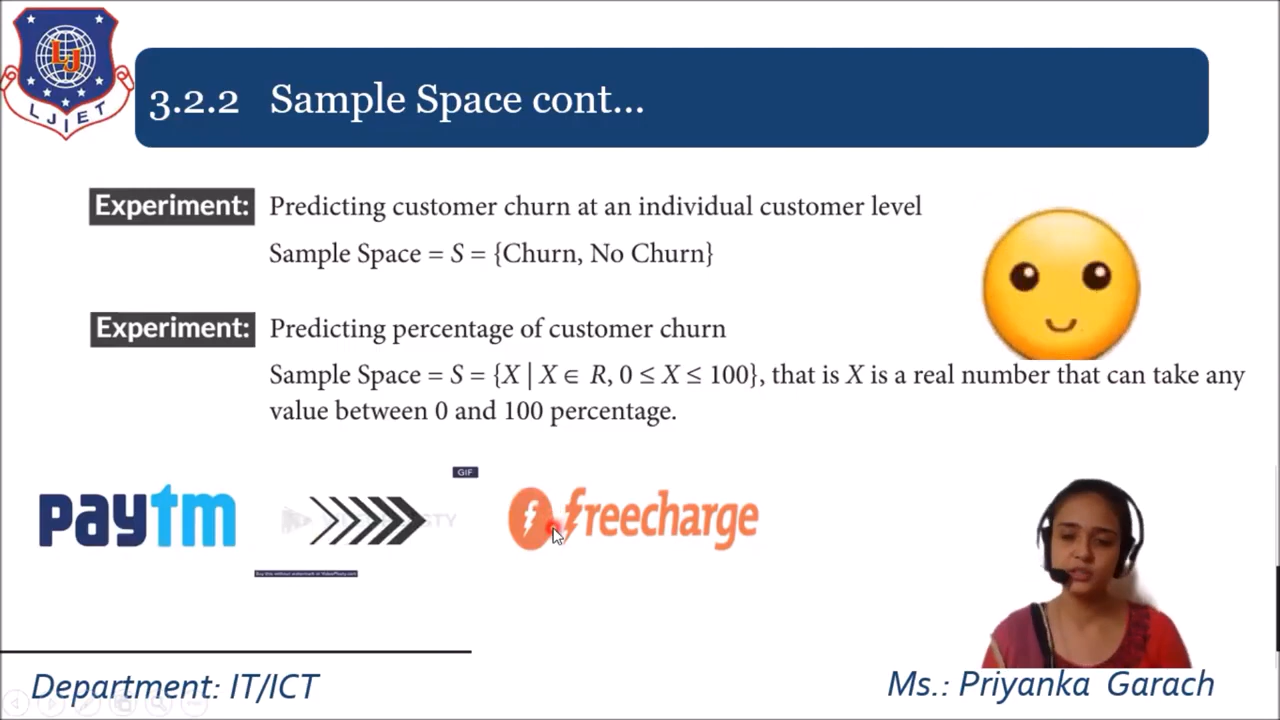 LJ
LJIET
3.2.2 Sample Space cont...
Experiment: Predicting customer churn at an individual customer level
Sample Space = S = {Churn, No Churn}
Experiment: Predicting percentage of customer churn
Sample Space = S = {X | X ∈ R, 0 ≤ X ≤ 100}, that is X is a real number that can take any
value between 0 and 100 percentage.
GIF
paytm
freecharge
Department: IT/ICT
Ms.: Priyanka Garach